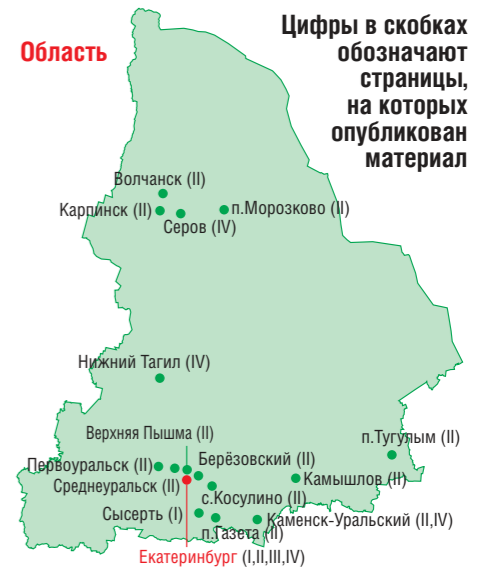 Область
Цифры в скобках
обозначают
страницы,
на которых
опубликован
материал
Волчанск (II)
Карпинск (II)
п.Морозково (II)
Серов (IV)
Нижний Тагил (IV)
Верхняя Пышма (II)
п.Тугулым (II)
Первоуральск (II)
Берёзовский (II)
Среднеуральск (II)
Камышлов (II)
с.Косулино (II)
Сысерть (I)
Каменск-Уральский (II,IV)
п.Газета (II)
Екатеринбург (I,II,III,IV)